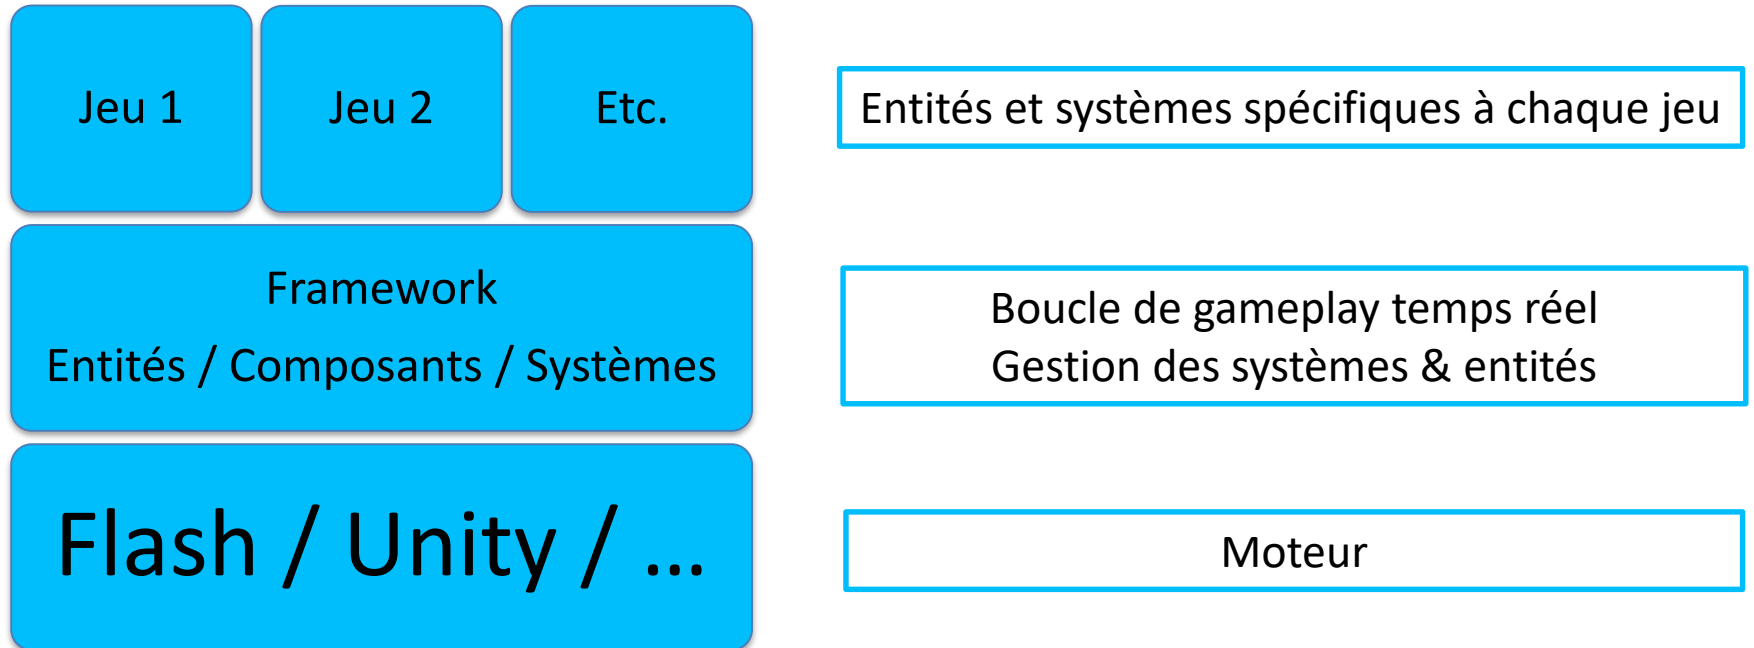 Jeu 1
Jeu 2
Etc.
Entités et systèmes spécifiques à chaque jeu
Framework
Entités / Composants / Systèmes
Boucle de gameplay temps réel
Gestion des systèmes & entités
Flash / Unity / ...
Moteur